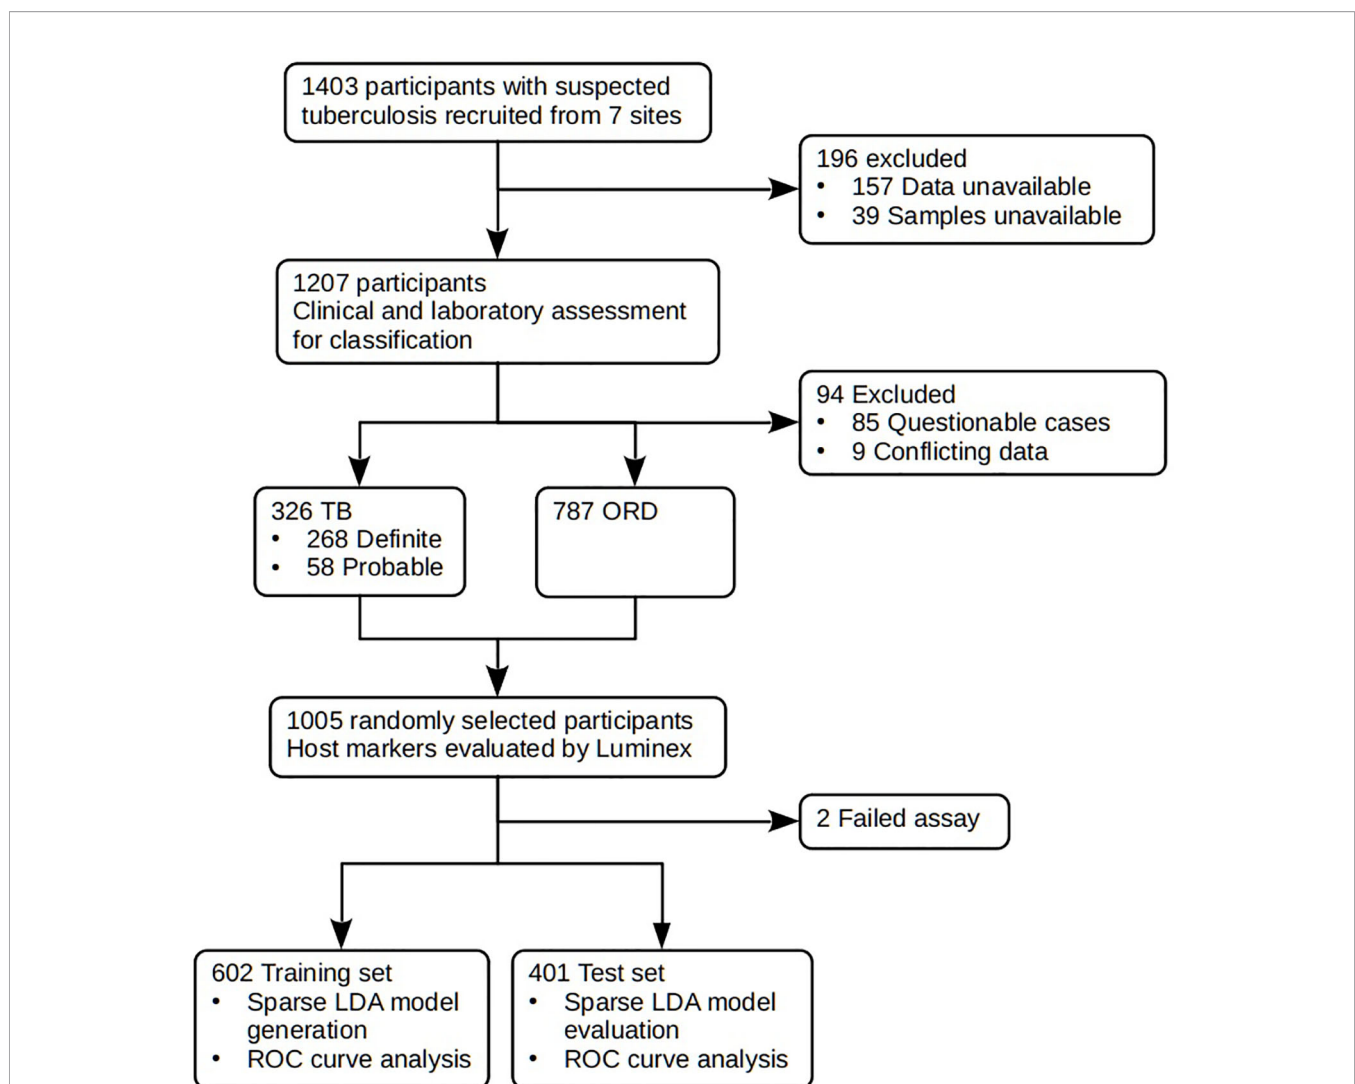 1403 participants with suspected
tuberculosis recruited from 7 sites
196 excluded
• 157 Data unavailable
• 39 Samples unavailable
1207 participants
Clinical and laboratory assessment
for classification
94 Excluded
• 85 Questionable cases
• 9 Conflicting data
326 TB
• 268 Definite
• 58 Probable
787 ORD
1005 randomly selected participants
Host markers evaluated by Luminex
2 Failed assay
602 Training set
• Sparse LDA model
generation
• ROC curve analysis
401 Test set
• Sparse LDA model
evaluation
• ROC curve analysis